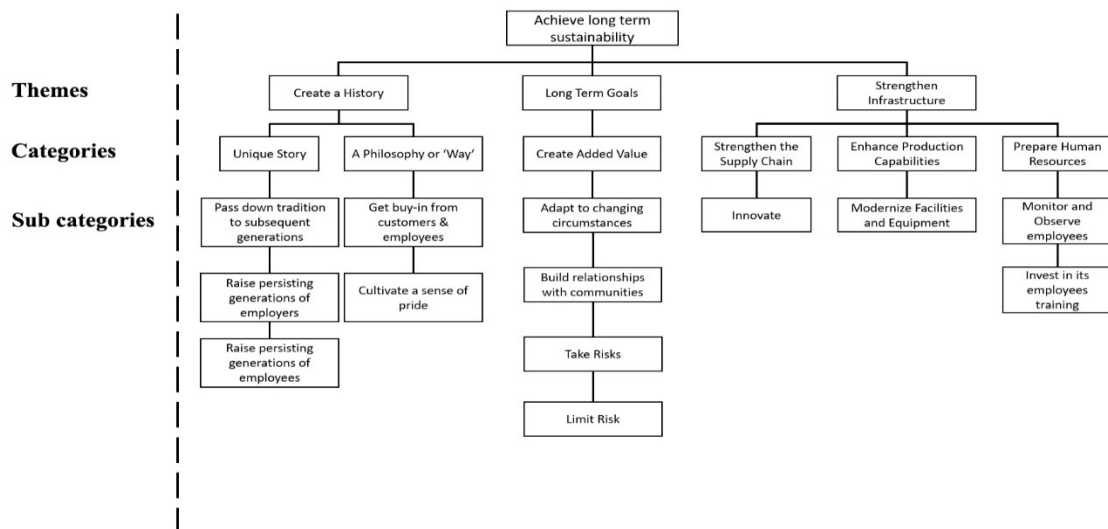 Achieve long term
sustainability
Themes
Create a History
Long Term Goals
Strengthen
Infrastructure
Categories
Unique Story
A Philosophy or ‘Way’
Create Added Value
Strengthen the
Supply Chain
Enhance Production
Capabilities
Prepare Human
Resources
Sub categories
Pass down tradition
to subsequent
generations
Get buy-in from
customers &
employees
Adapt to changing
circumstances
Innovate
Modernize Facilities
and Equipment
Monitor and
Observe
employees
Raise persisting
generations of
employers
Cultivate a sense of
pride
Build relationships
with communities
Invest in its
employees
training
Raise persisting
generations of
employees
Take Risks
Limit Risk